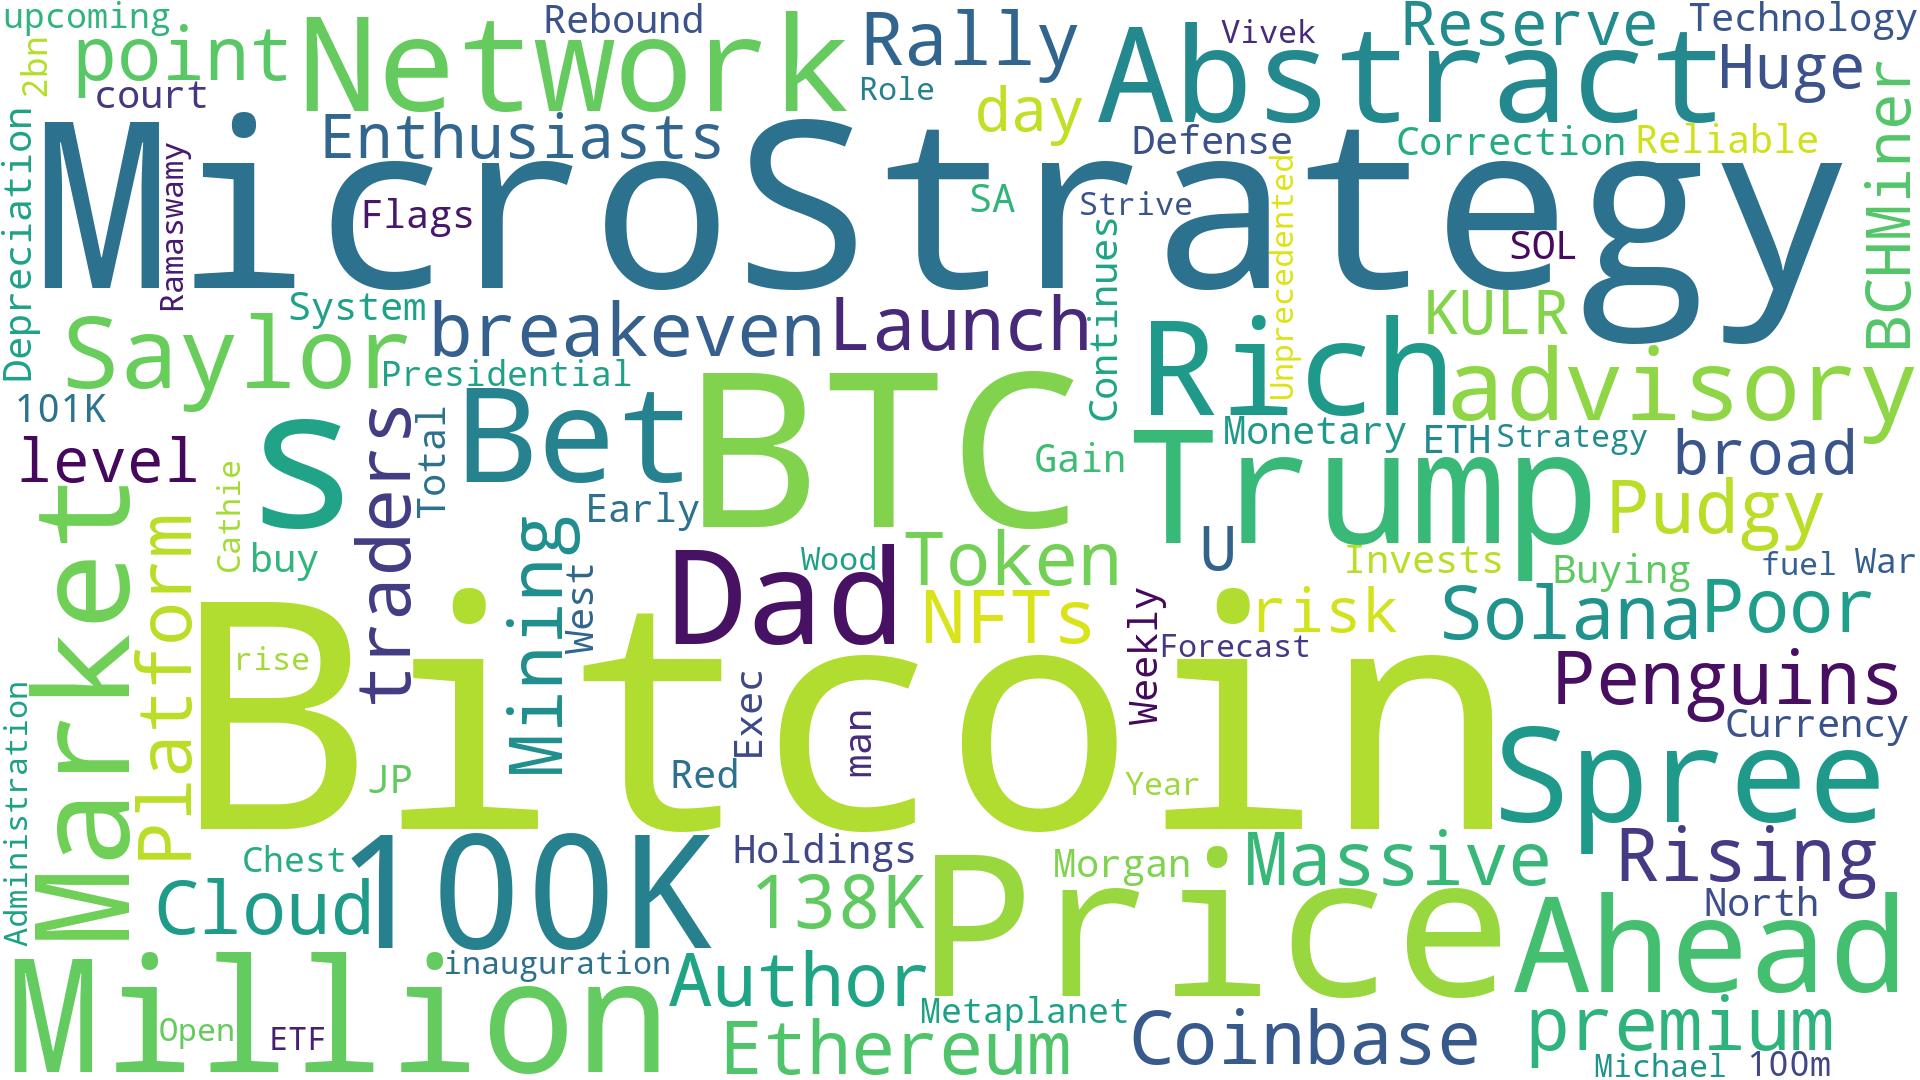 upcoming
2bn
point
Network
Rebound
Rally
Role
Vivek
Abstract
Reserve
Technology
Huge
court
Enthusiasts
day
Defense
Correction
Reliable
BCHMiner
Depreciation
Ramaswamy
MicroStrategy
Flags
SA
Strive
Unprecedented
SOL
Continues
System
Saylor
breakeven
Launch
KULR
Rich
advisory
Presidential
101K
level
s
traders
Total
Bet
BTC
Gain
Trump
Monetary
ETH
Strategy
broad
Cathie
Early
Pudgy
Market
Platform
buy
Mining
West
Dad
Wood
Token
U
Invests
Buying
fuel
War
NFTs
risk
Solana
Poor
Weekly
Forecast
rise
Bitcoin
Penguins
Exec
man
Currency
Administration
JP
Red
Year
Spree
Chest
100K
Holdings
Morgan
Massive
Rising
Cloud
138K
Price
North
Ahead
Million
inauguration
Author
Metaplanet
Open
ETF
Ethereum
Coinbase
premium
Michael
100m